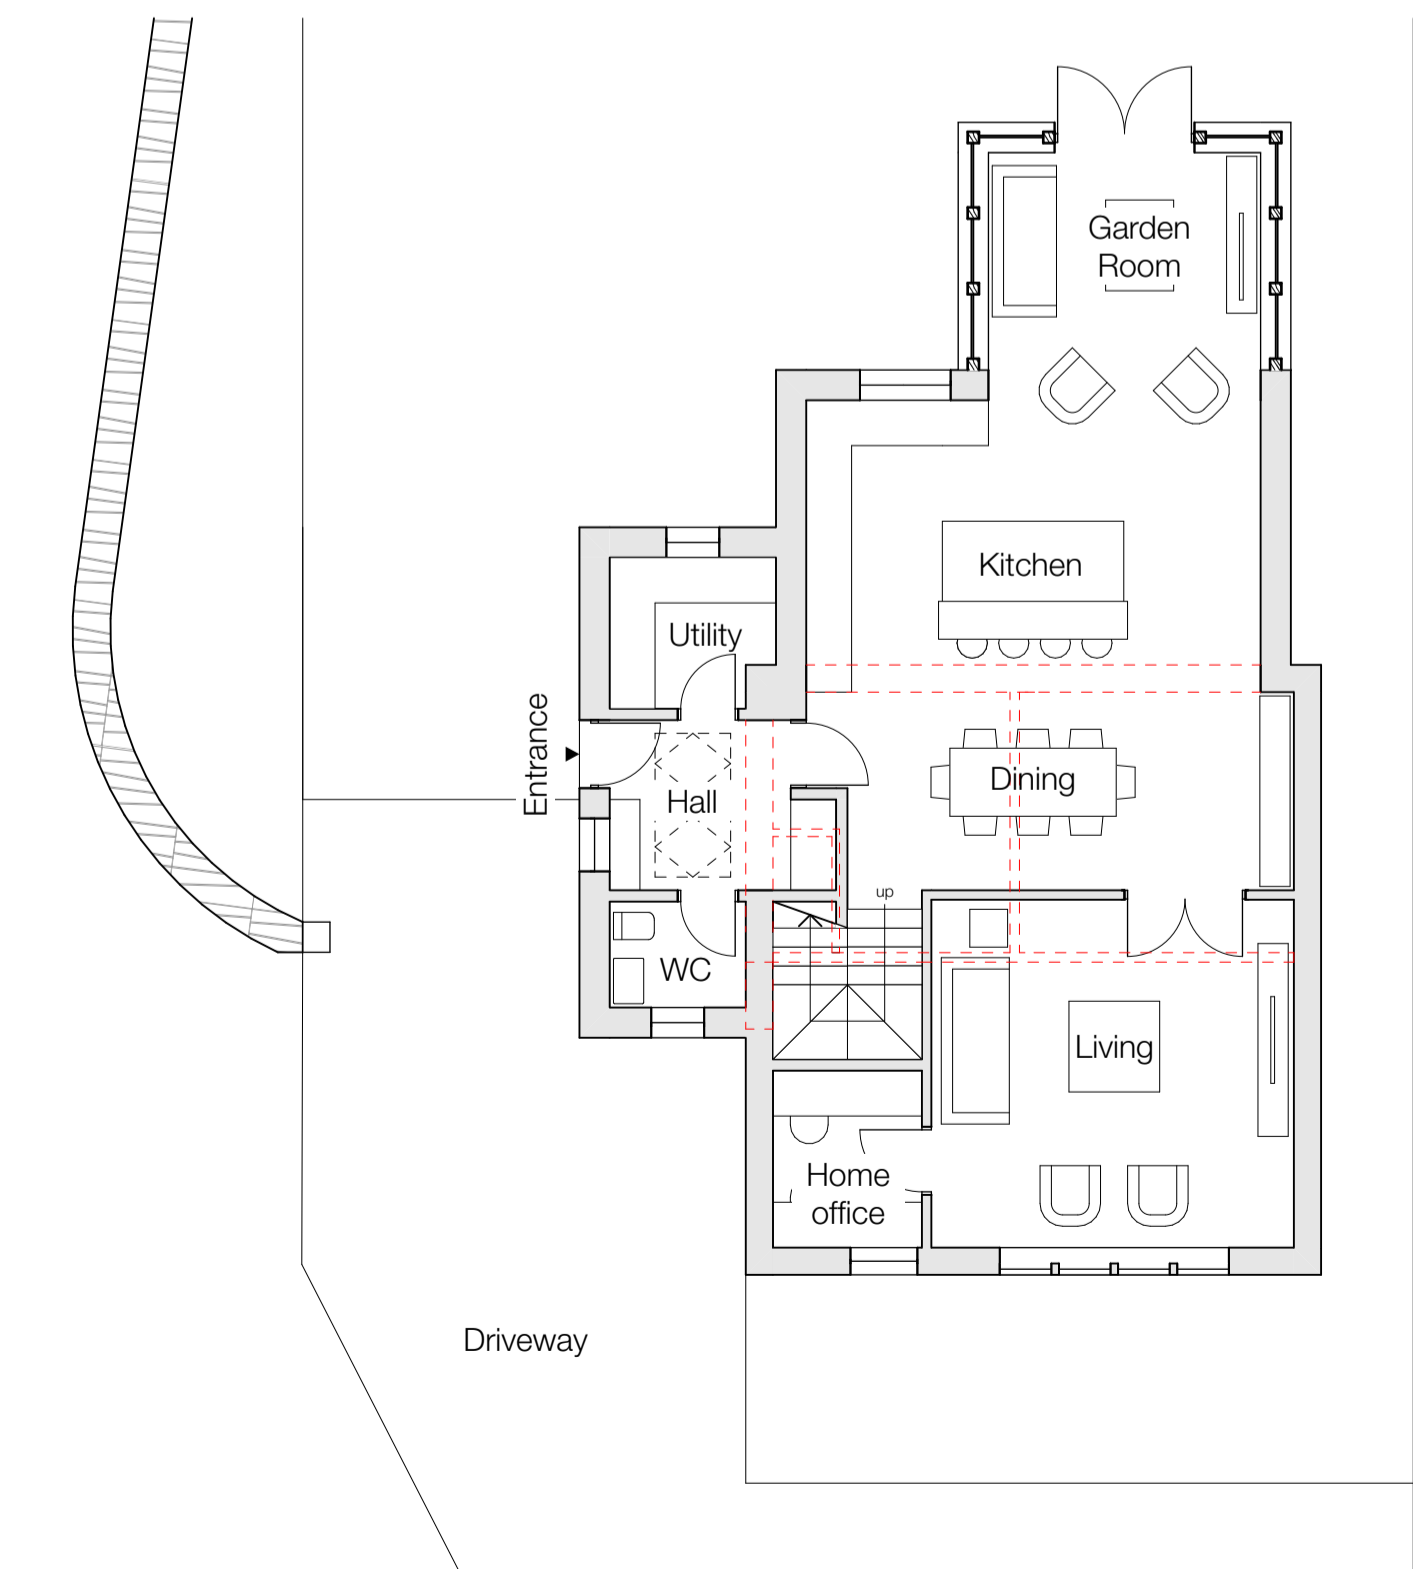 Garden
Room
Kitchen
Utility
Entrance
Hall
Dining
up
WC
Living
Home
office
Driveway